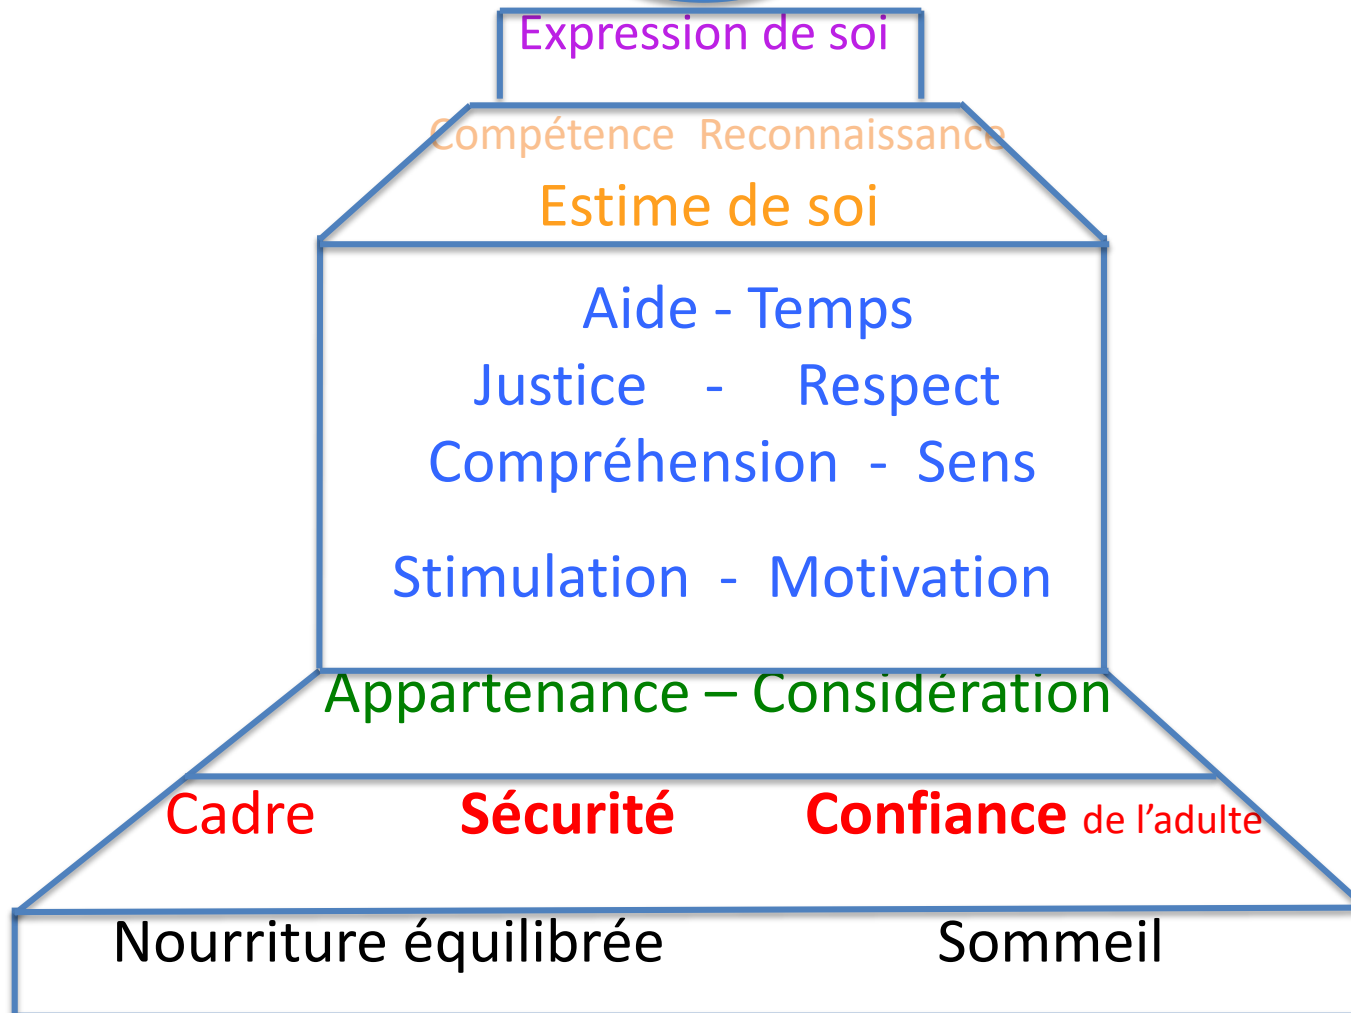 Expression de soi
Compétence Reconnaissance
Estime de soi
Aide - Temps
Justice - Respect
Compréhension - Sens
Stimulation - Motivation
Appartenance – Considération
Cadre Sécurité Confiance de l’adulte
Nourriture équilibrée Sommeil